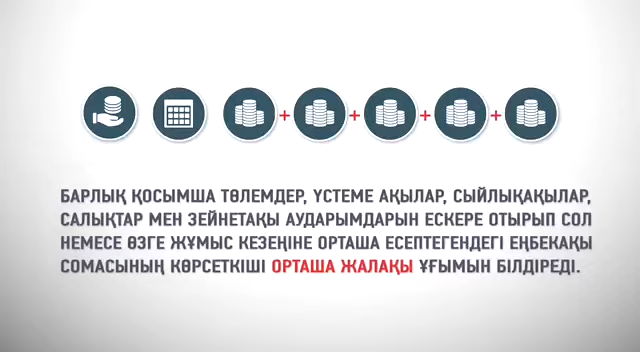 БАРЛЫҚ ҚОСЫМША ТӨЛЕМДЕР, ҮСТЕМЕ АҚЫЛАР, СЫЙЛЫҚАҚЫЛАР,
САЛЫҚТАР МЕН ЗЕЙНЕТАҚЫ АУДАРЫМДАРЫН ЕСКЕРЕ ОТЫРЫП СОЛ
НЕМЕСЕ ӨЗГЕ ЖҰМЫС КЕЗЕҢІНЕ ОРТАША ЕСЕПТЕГЕНДЕГІ ЕҢБЕКАҚЫ
СОМАСЫНЫҢ КӨРСЕТКІШІ ОРТАША ЖАЛАҚЫ ҰҒЫМЫН БІЛДІРЕДІ.